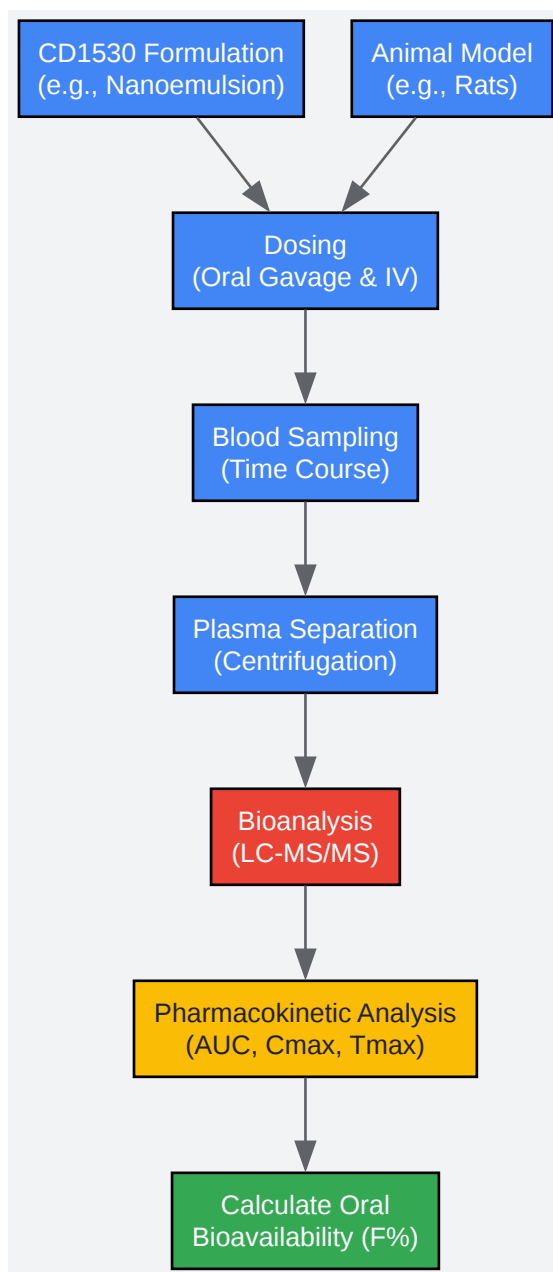 CD1530 Formulation
(e.g., Nanoemulsion)
Animal Model
(e.g., Rats)
Dosing
(Oral Gavage & IV)
Blood Sampling
(Time Course)
Plasma Separation
(Centrifugation)
Bioanalysis
(LC-MS/MS)
Pharmacokinetic Analysis
(AUC, Cmax, Tmax)
Calculate Oral
Bioavailability (F%)